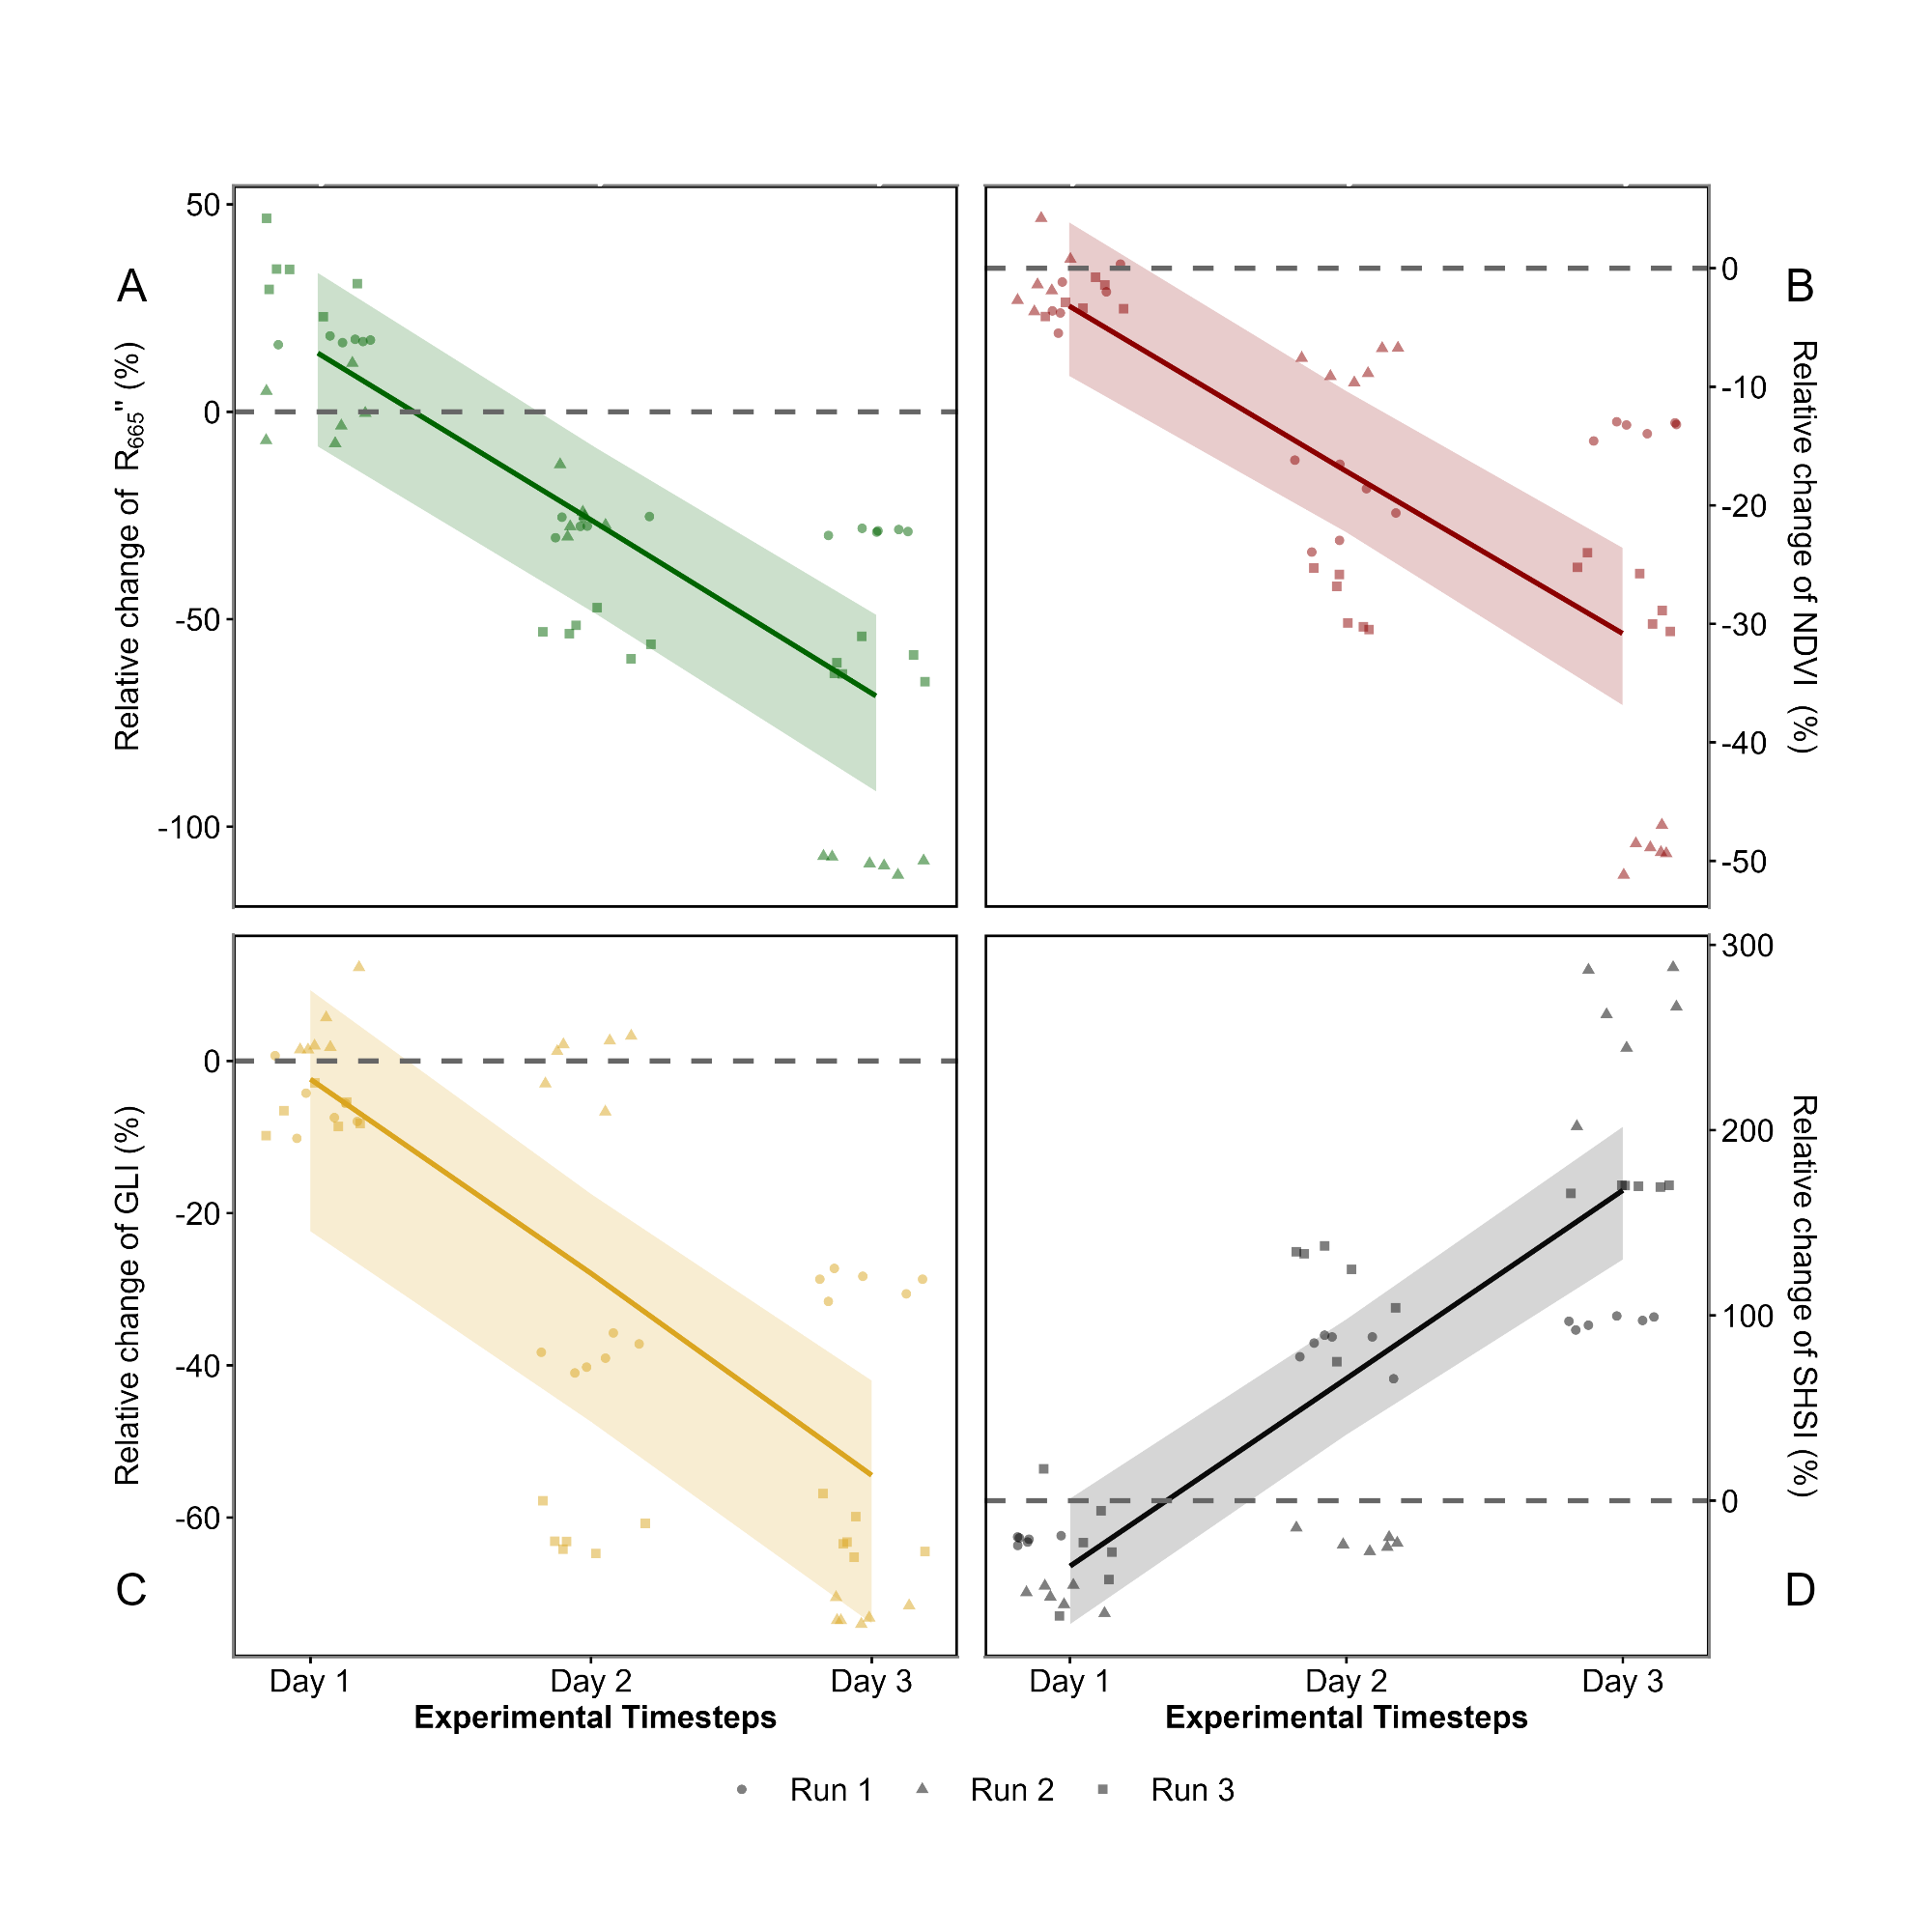 A
Relative change of R665" (%)
50
0
-50
-100
B
Relative change of NDVI (%)
0
-10
-20
-30
-40
-50
C
Relative change of GLI (%)
0
-20
-40
-60
Day 1 Day 2 Day 3
Experimental Timesteps
D
Relative change of SHSI (%)
300
200
100
0
Day 1 Day 2 Day 3
Experimental Timesteps
Run 1 Run 2 Run 3